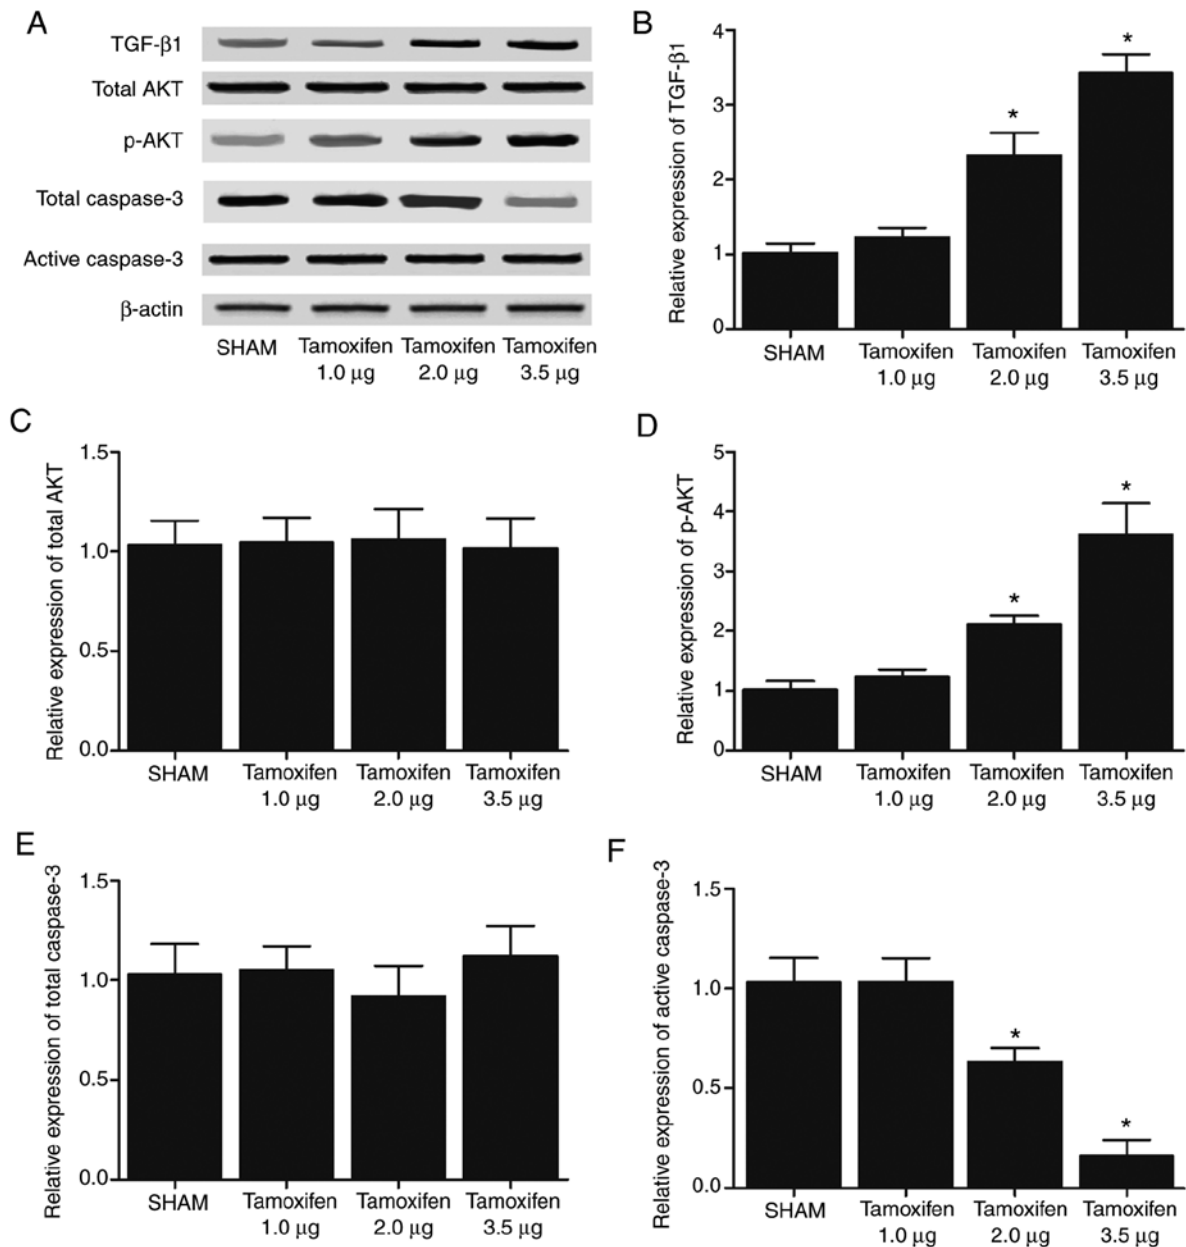 A
TGF-β1
Total AKT
p-AKT
Total caspase-3
Active caspase-3
β-actin
SHAM Tamoxifen Tamoxifen Tamoxifen
1.0 μg 2.0 μg 3.5 μg
B
Relative expression of TGF-β1
4
3
2
1
0
* *
SHAM Tamoxifen Tamoxifen Tamoxifen
1.0 μg 2.0 μg 3.5 μg
C
Relative expression of total AKT
1.5
1.0
0.5
0.0
SHAM Tamoxifen Tamoxifen Tamoxifen
1.0 μg 2.0 μg 3.5 μg
D
Relative expression of p-AKT
5
4
3
2
1
0
* *
SHAM Tamoxifen Tamoxifen Tamoxifen
1.0 μg 2.0 μg 3.5 μg
E
Relative expression of total caspase-3
1.5
1.0
0.5
0.0
SHAM Tamoxifen Tamoxifen Tamoxifen
1.0 μg 2.0 μg 3.5 μg
F
Relative expression of active caspase-3
1.5
1.0
0.5
0.0
* *
SHAM Tamoxifen Tamoxifen Tamoxifen
1.0 μg 2.0 μg 3.5 μg